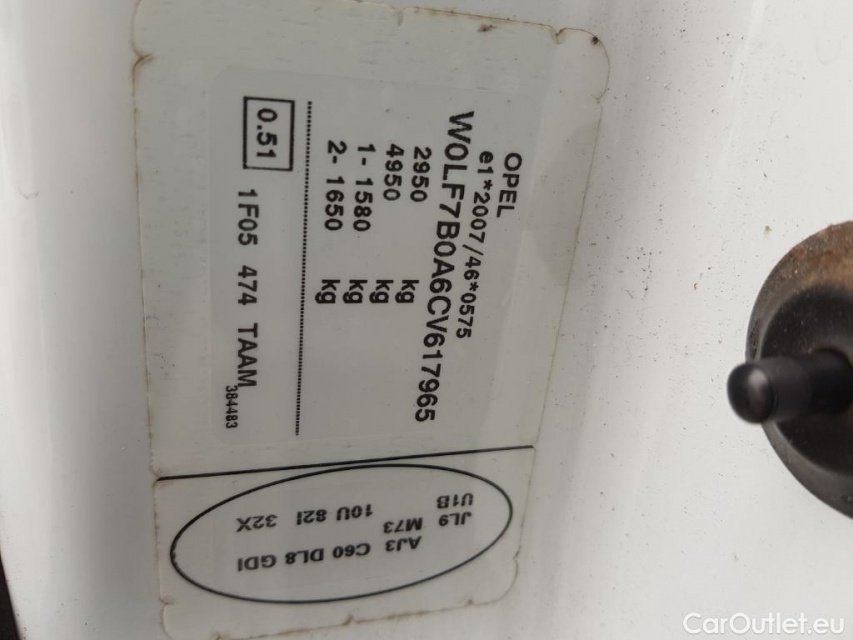 OPEL
e1*2007/46*0575
W0LF7B0A6CV617965
2950 kg
4950 kg
1- 1580 kg
2- 1650 kg
0.51 1F05 474 TAAM
384483
AJ3 C60 DL8 GDI
JL9 M73 10U 82I 32X
U1B
CarOutlet.eu